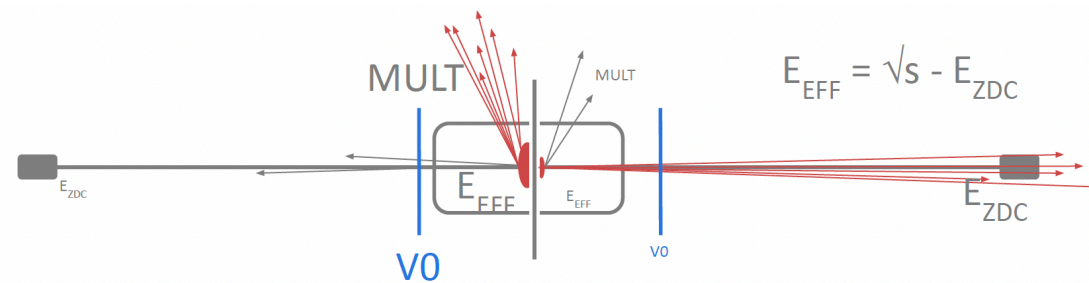 MULT
MULT
E_EFF = √s - E_ZDC
E_ZDC
E_EFF
E_EFF
E_ZDC
V0
V0